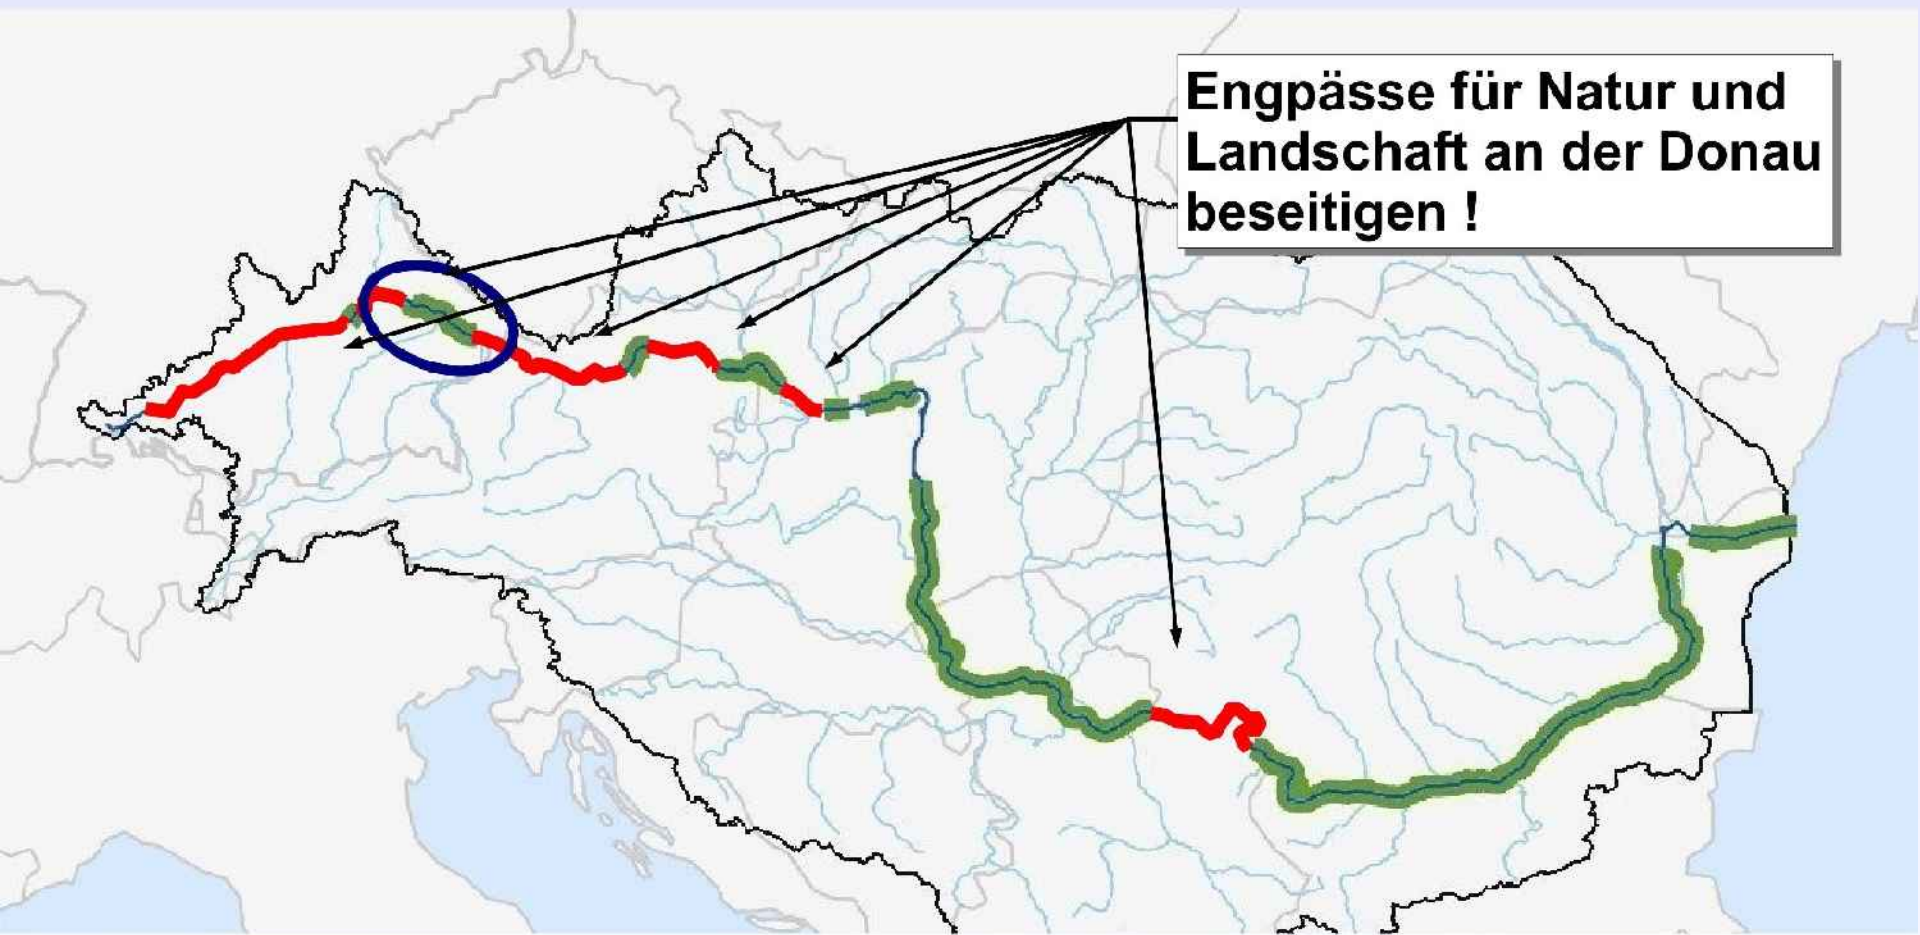 Engpässe für Natur und
Landschaft an der Donau
beseitigen !